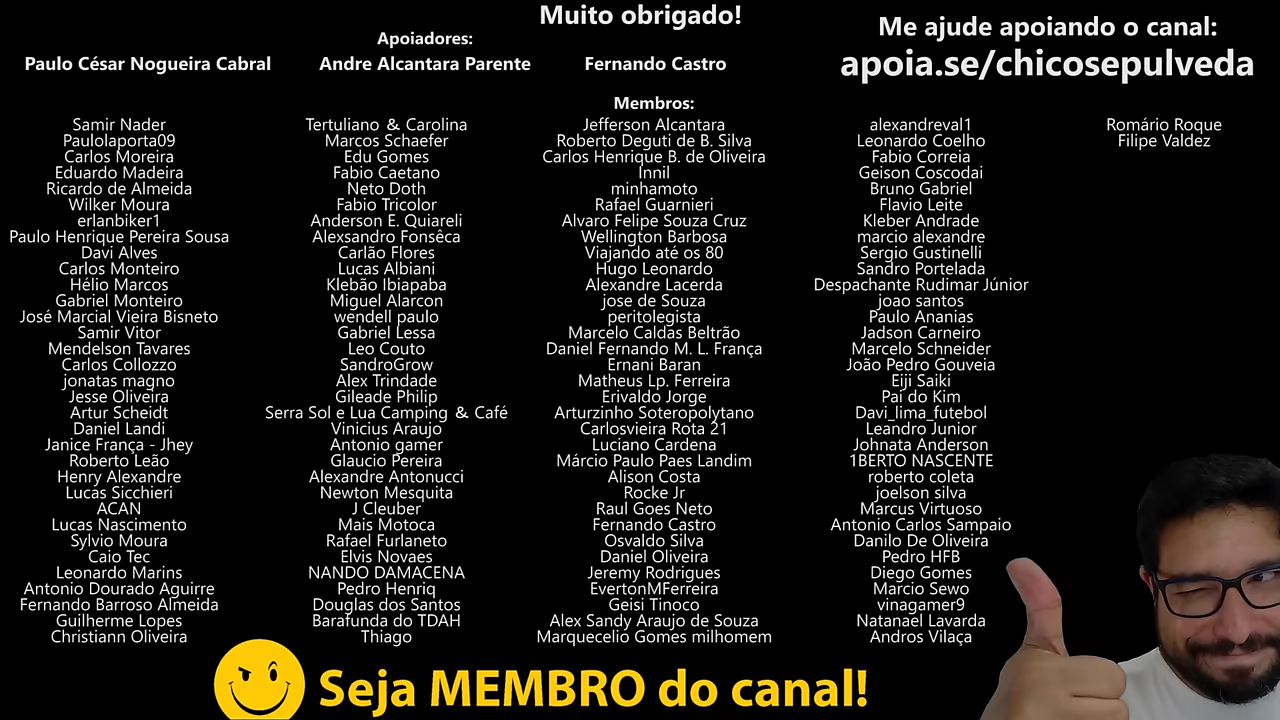 Muito obrigado!
Apoiadores:
Paulo César Nogueira Cabral
Andre Alcantara Parente
Fernando Castro
Me ajude apoiando o canal:
apoia.se/chicosepulveda
Membros:
Samir Nader
Paulolaporta09
Carlos Moreira
Eduardo Madeira
Ricardo de Almeida
Wilker Moura
erlanbiker1
Paulo Henrique Pereira Sousa
Davi Alves
Carlos Monteiro
Hélio Marcos
Gabriel Monteiro
José Marcial Vieira Bisneto
Samir Vitor
Mendelson Tavares
Carlos Collozzo
jonatas magno
Jesse Oliveira
Artur Scheidt
Daniel Landi
Janice França - Jhey
Roberto Leão
Henry Alexandre
Lucas Sicchieri
ACAN
Lucas Nascimento
Sylvio Moura
Caio Tec
Leonardo Marins
Antonio Dourado Aguirre
Fernando Barroso Almeida
Guilherme Lopes
Christiann Oliveira
Tertuliano & Carolina
Marcos Schaefer
Edu Gomes
Fabio Caetano
Neto Doth
Fabio Tricolor
Anderson E. Quiareli
Alexsandro Fonsêca
Carlão Flores
Lucas Albiani
Klebão Ibiapaba
Miguel Alarcon
wendell paulo
Gabriel Lessa
Leo Couto
SandroGrow
Alex Trindade
Gileade Philip
Serra Sol e Lua Camping & Café
Vinicius Araujo
Antonio gamer
Glaucio Pereira
Alexandre Antonucci
Newton Mesquita
J Cleuber
Mais Motoca
Rafael Furlaneto
Elvis Novaes
NANDO DAMACENA
Pedro Henriq
Douglas dos Santos
Barafunda do TDAH
Thiago
Jefferson Alcantara
Roberto Deguti de B. Silva
Carlos Henrique B. de Oliveira
Innil
minhamoto
Rafael Guarnieri
Alvaro Felipe Souza Cruz
Wellington Barbosa
Viajando até os 80
Hugo Leonardo
Alexandre Lacerda
jose de Souza
peritolegista
Marcelo Caldas Beltrão
Daniel Fernando M. L. França
Ernani Baran
Matheus Lp. Ferreira
Erivaldo Jorge
Arturzinho Soteropolytano
Carlosvieira Rota 21
Luciano Cardena
Márcio Paulo Paes Landim
Alison Costa
Rocke Jr
Raul Goes Neto
Fernando Castro
Osvaldo Silva
Daniel Oliveira
Jeremy Rodrigues
EvertonMFerreira
Geisi Tinoco
Alex Sandy Araujo de Souza
Marquecelio Gomes milhomem
alexandreval1
Leonardo Coelho
Fabio Correia
Geison Coscodai
Bruno Gabriel
Flavio Leite
Kleber Andrade
marcio alexandre
Sergio Gustinelli
Sandro Portelada
Despachante Rudimar Júnior
joao santos
Paulo Ananias
Jadson Carneiro
Marcelo Schneider
João Pedro Gouveia
Eiji Saiki
Pai do Kim
Davi_lima_futebol
Leandro Junior
Johnata Anderson
1BERTO NASCENTE
roberto coleta
joelson silva
Marcus Virtuoso
Antonio Carlos Sampaio
Danilo De Oliveira
Pedro HFB
Diego Gomes
Marcio Sewo
vinagamer9
Natanael Lavarda
Andros Vilaça
Romário Roque
Filipe Valdez
Seja MEMBRO do canal!